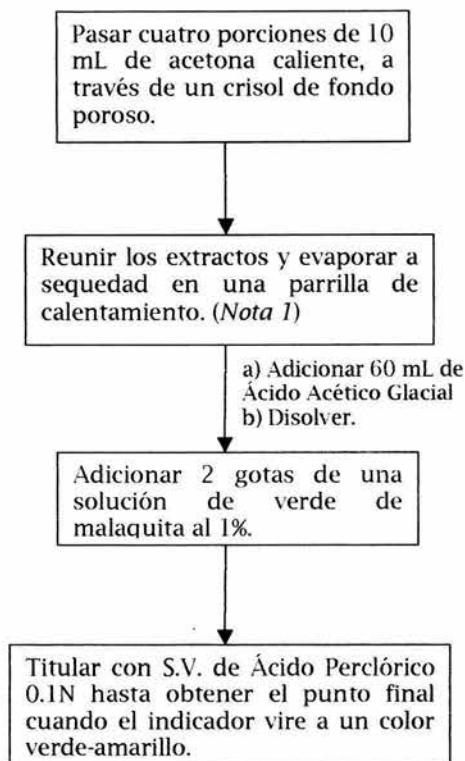 Pasar cuatro porciones de 10
mL de acetona caliente, a
través de un crisol de fondo
poroso.
Reunir los extractos y evaporar a
sequedad en una parrilla de
calentamiento. (Nota 1)
a) Adicionar 60 mL de
Ácido Acético Glacial
b) Disolver.
Adicionar 2 gotas de una
solución de verde de
malaquita al 1%.
Titular con S.V. de Ácido Perclórico
0.1N hasta obtener el punto final
cuando el indicador vire a un color
verde-amarillo.